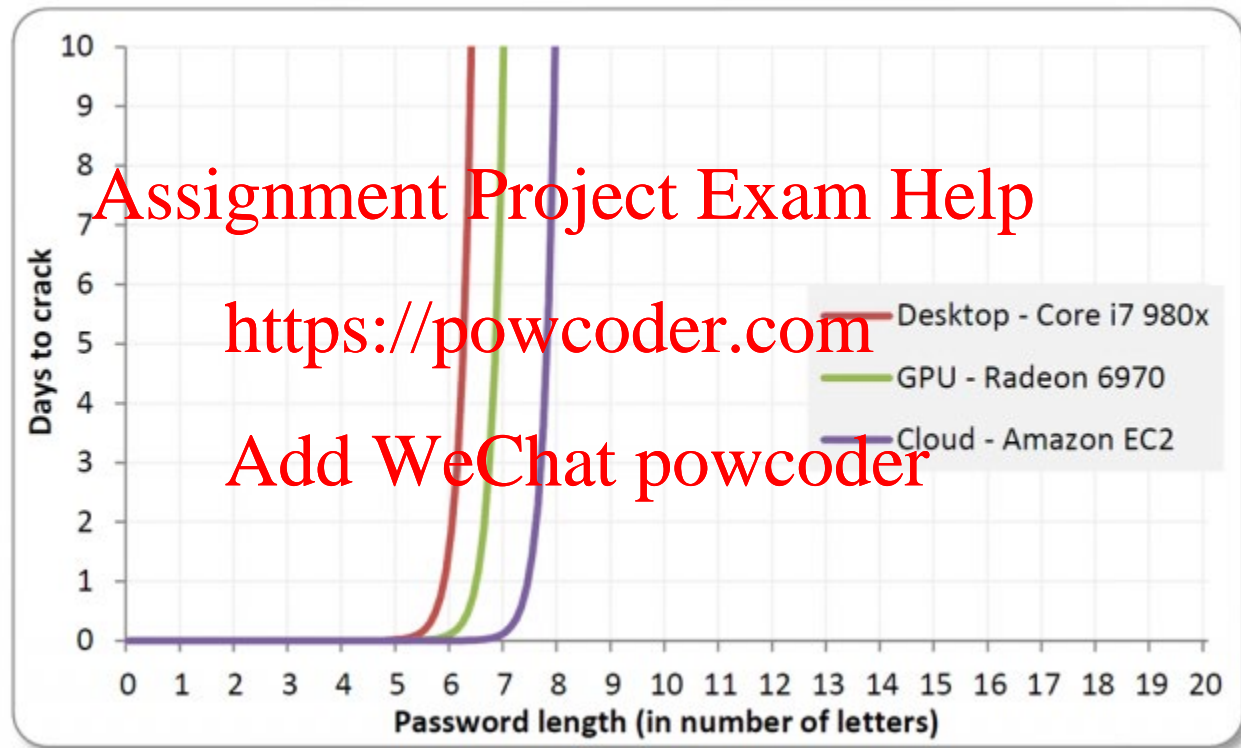 10
9
8
Assignment Project Exam Help
7
6
Desktop - Core i7 980x
https://powcoder.com
5
GPU - Radeon 6970
4
Cloud - Amazon EC2
Add WeChat powcoder
3
2
1
0
Days to crack
0 1 2 3 4 5 6 7 8 9 10 11 12 13 14 15 16 17 18 19 20
Password length (in number of letters)